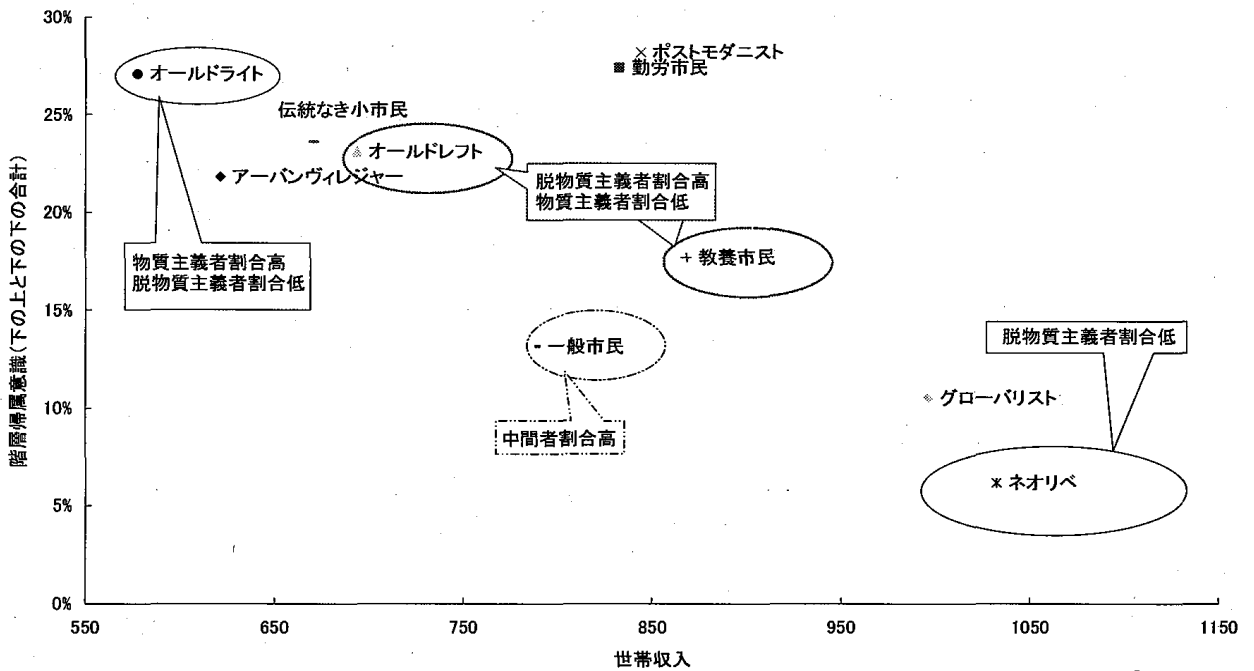 30%
25%
20%
15%
10%
5%
0%
階層帰属意識(下の上と下の下の合計)
550
650
750
850
950
1050
1150
世帯収入
ポストモダニスト
勤労市民
オールドライト
伝統なき小市民
オールドレフト
アーバンヴィレジャー
脱物質主義者割合高
物質主義者割合低
教養市民
物質主義者割合高
脱物質主義者割合低
一般市民
脱物質主義者割合低
グローバリスト
中間者割合高
ネオリベ